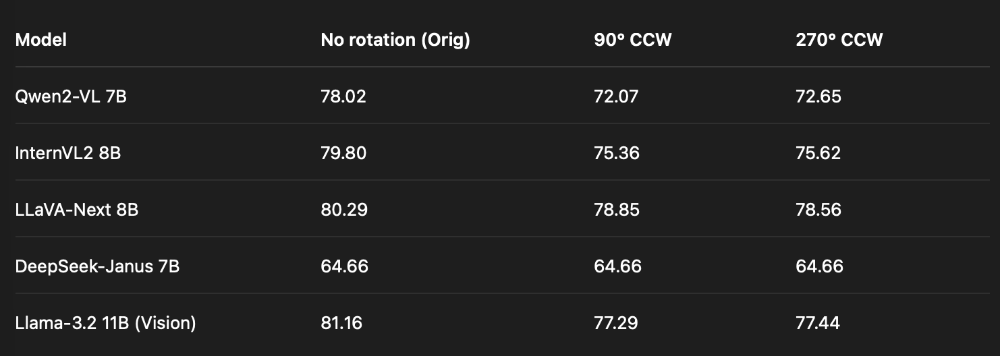 Model No rotation (Orig) 90° CCW 270° CCW
Qwen2-VL 7B 78.02 72.07 72.65
InternVL2 8B 79.80 75.36 75.62
LLaVA-Next 8B 80.29 78.85 78.56
DeepSeek-Janus 7B 64.66 64.66 64.66
Llama-3.2 11B (Vision) 81.16 77.29 77.44